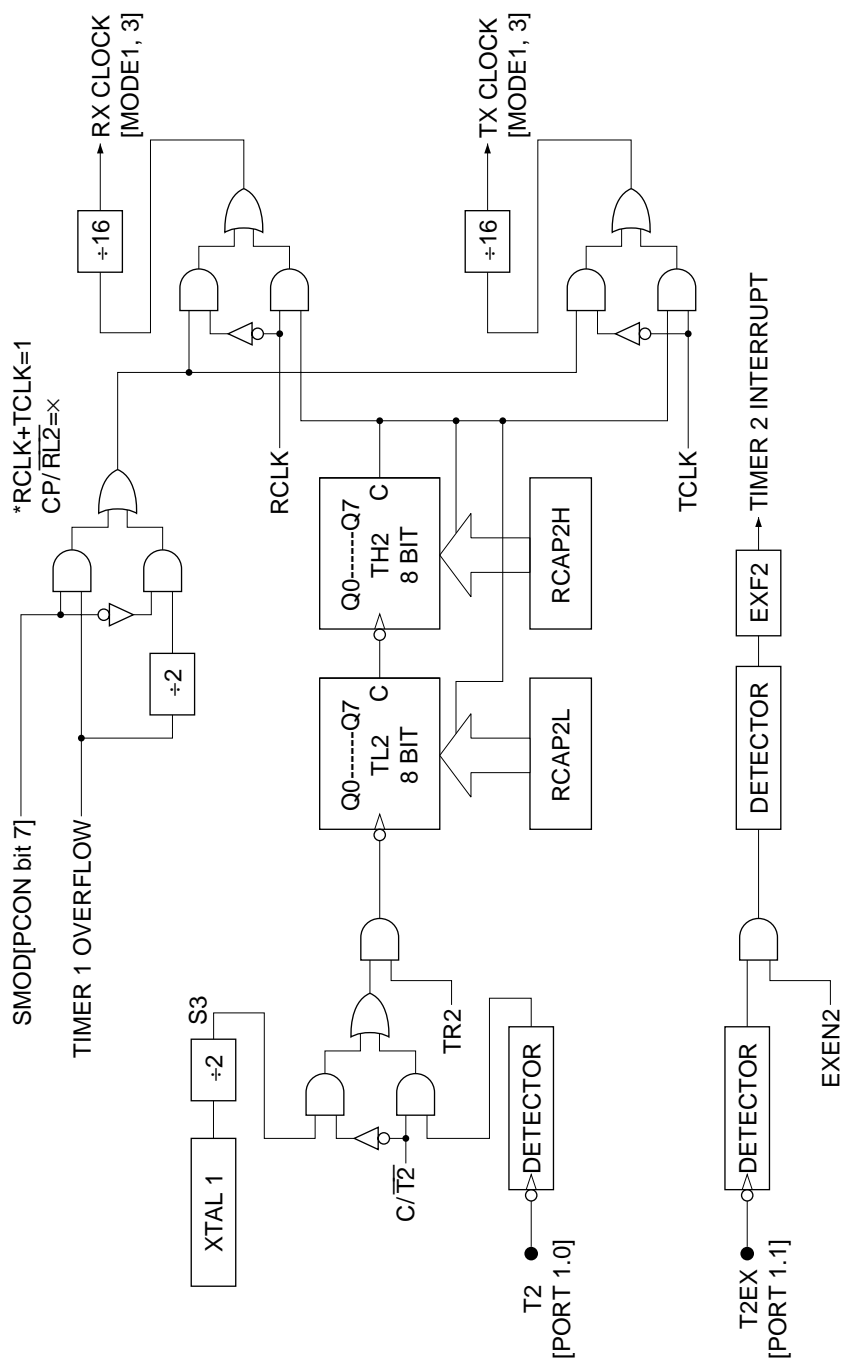 SMOD[PCON bit 7]
TIMER 1 OVERFLOW
÷2
*RCLK+TCLK=1
CP/R̅L̅2̅=×
÷16
RX CLOCK
[MODE1, 3]
XTAL 1
÷2
S3
C/T̅2̅
TR2
T2
[PORT 1.0]
DETECTOR
Q0------Q7
TL2
8 BIT
C
Q0------Q7
TH2
8 BIT
C
RCAP2L
RCAP2H
RCLK
TCLK
÷16
TX CLOCK
[MODE1, 3]
T2EX
[PORT 1.1]
DETECTOR
EXEN2
DETECTOR
EXF2
TIMER 2 INTERRUPT